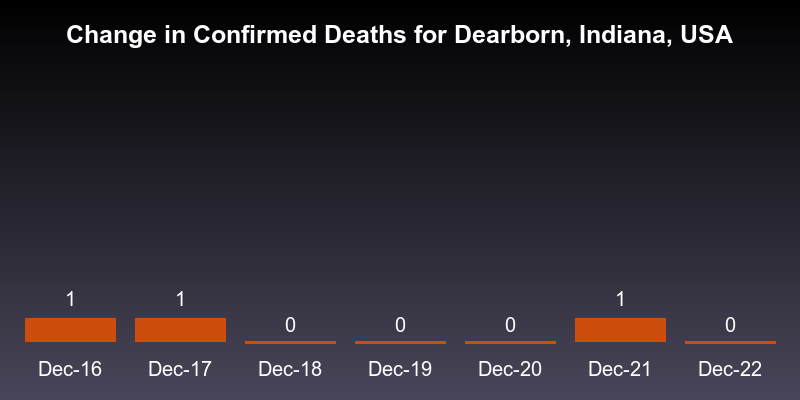 Change in Confirmed Deaths for Dearborn, Indiana, USA
1 1 0 0 0 1 0
Dec-16 Dec-17 Dec-18 Dec-19 Dec-20 Dec-21 Dec-22